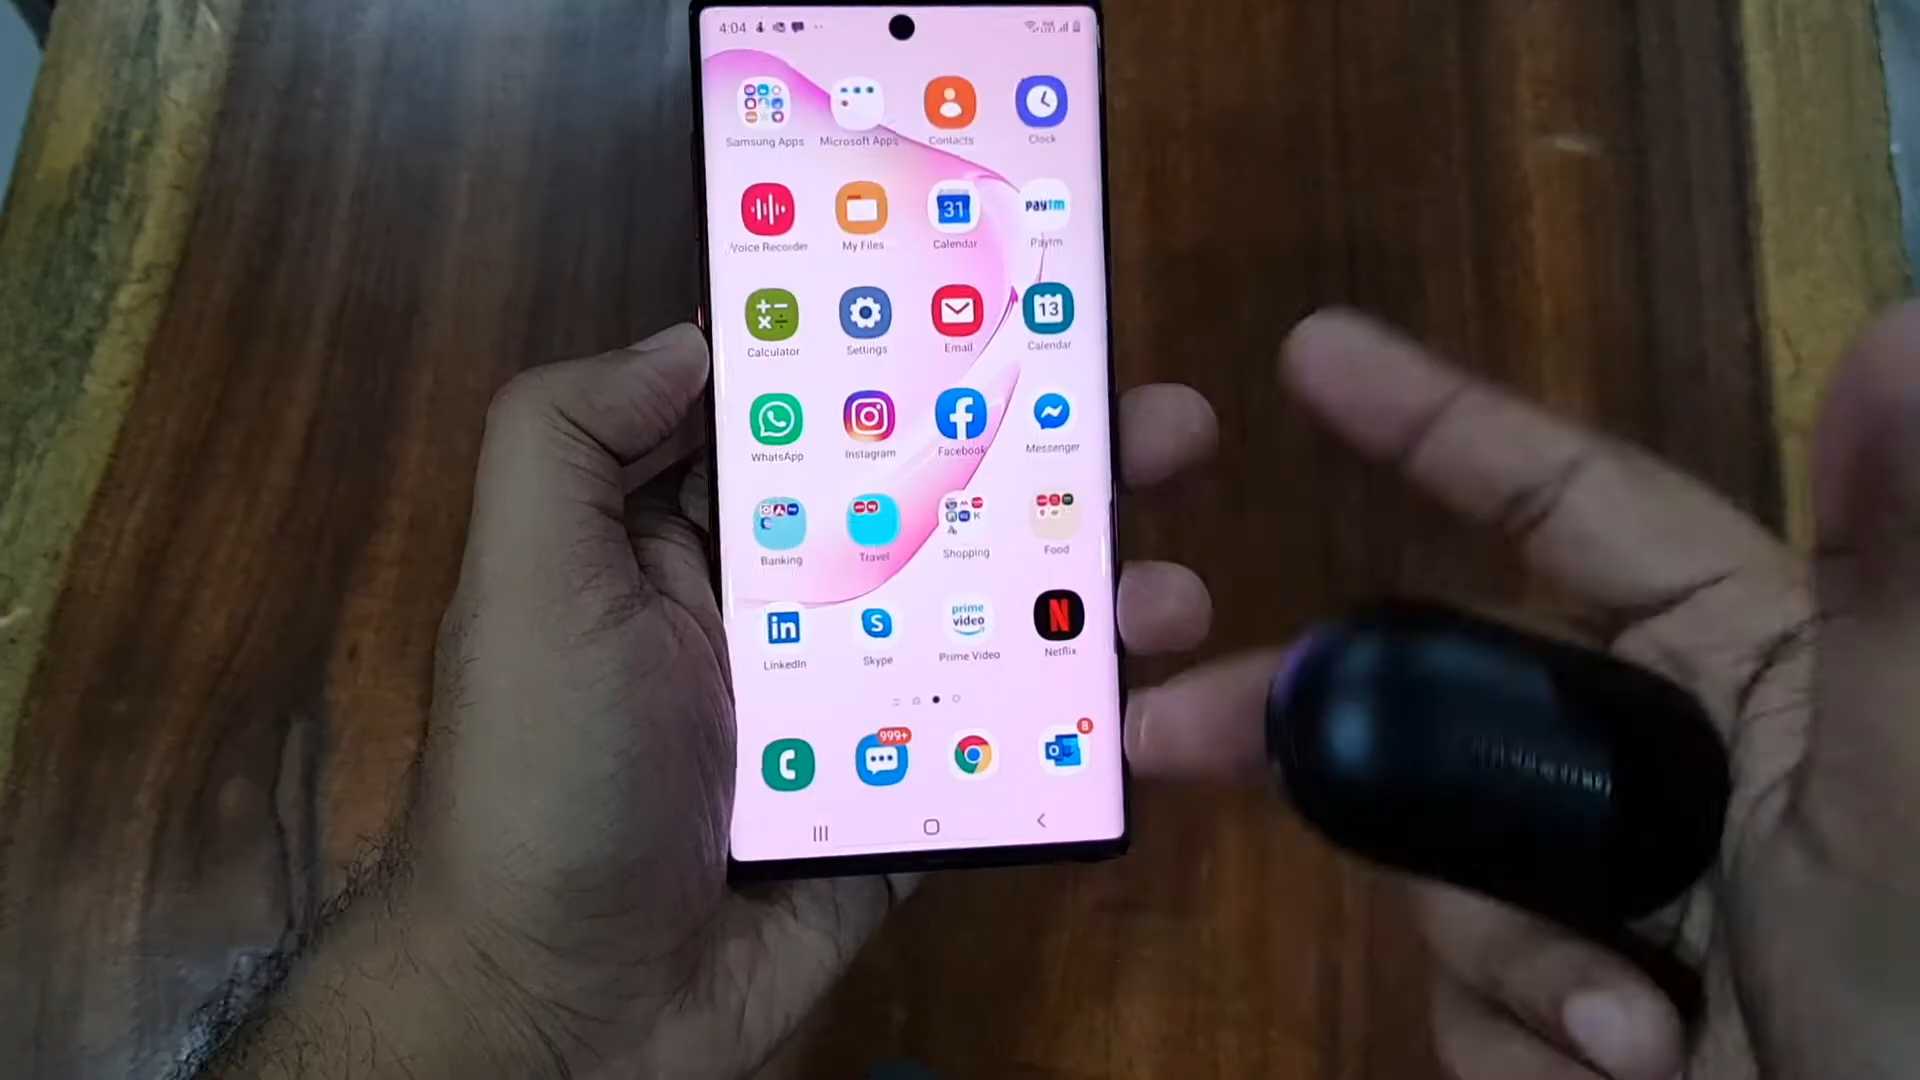 4:04
Samsung Apps Microsoft Apps Contacts Clock
31 paytm
Voice Recorder My Files Calendar Paytm
13
Calculator Settings Email Calendar
WhatsApp Instagram Facebook Messenger
Banking Travel Shopping Food
in S prime video N
LinkedIn Skype Prime Video Netflix
999+ 8